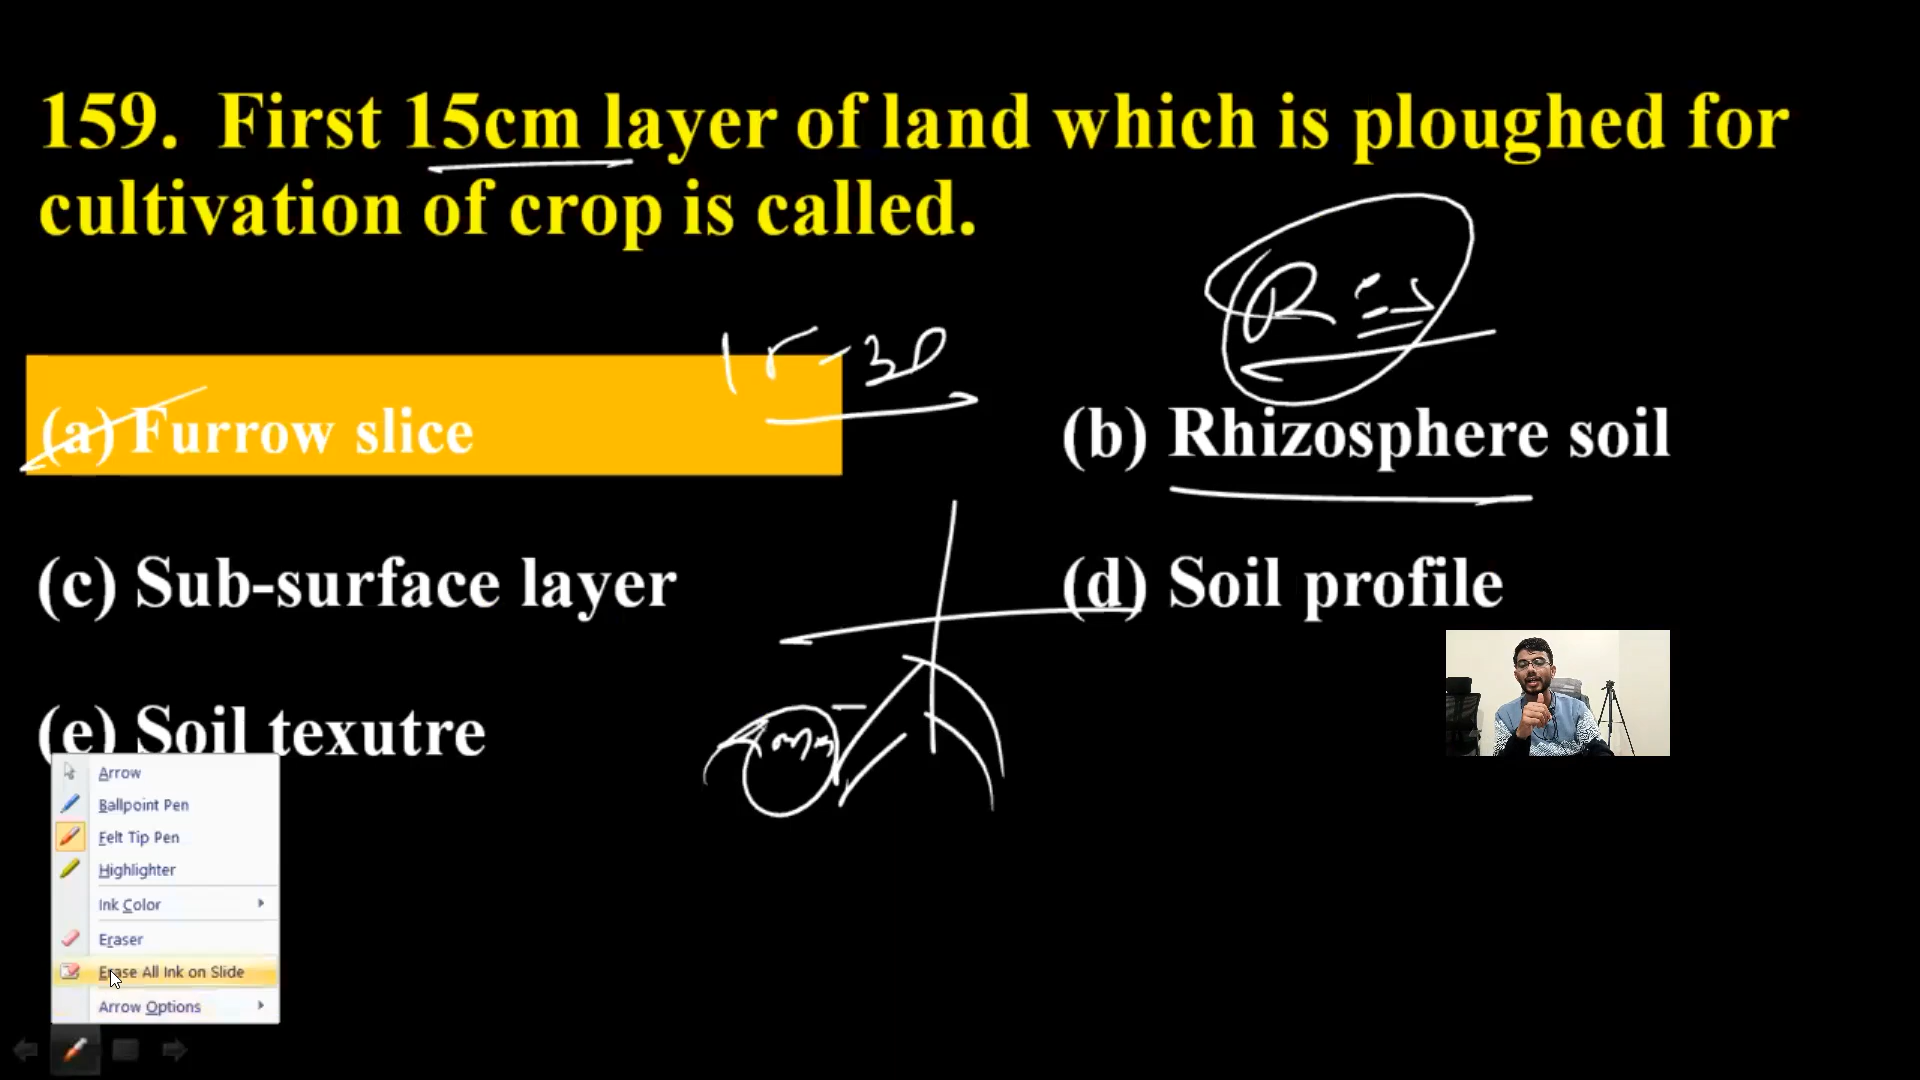 159. First 15cm layer of land which is ploughed for
cultivation of crop is called.
15-30
(a) Furrow slice
(b) Rhizosphere soil
(c) Sub-surface layer
(d) Soil profile
(e) Soil texutre
Arrow
Ballpoint Pen
Felt Tip Pen
Highlighter
Ink Color
Eraser
Erase All Ink on Slide
Arrow Options